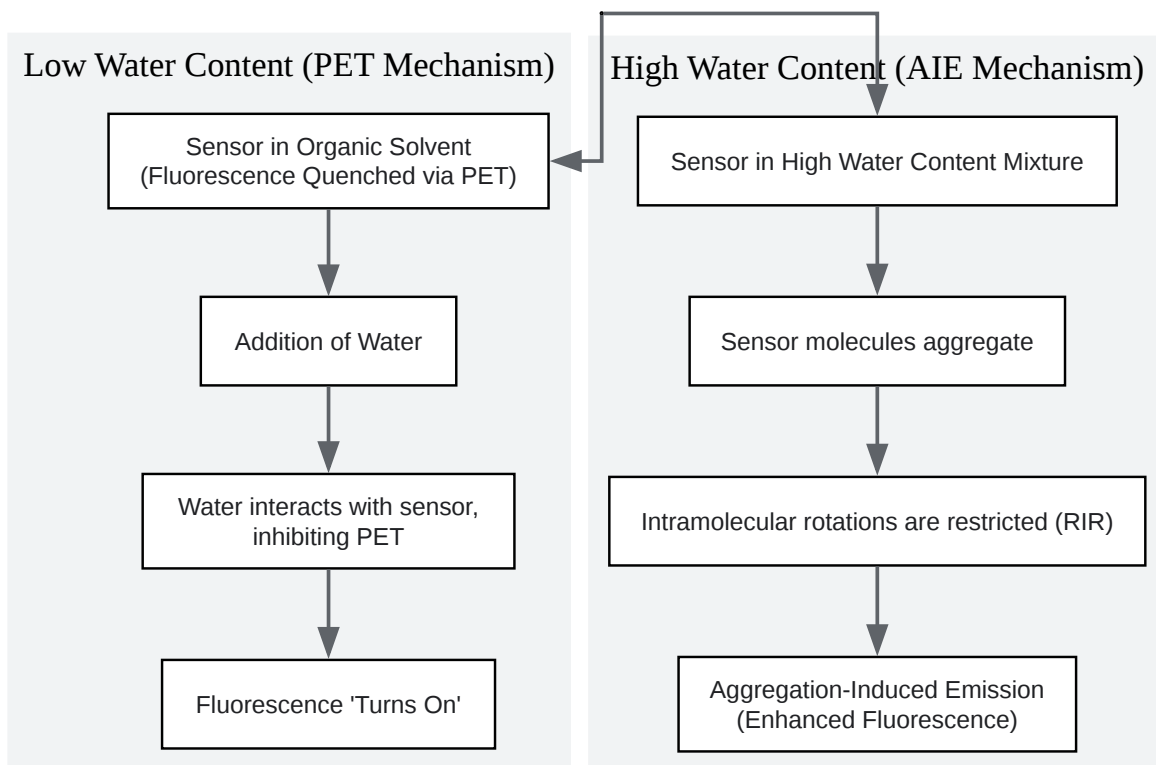 Low Water Content (PET Mechanism)
Sensor in Organic Solvent
(Fluorescence Quenched via PET)
Addition of Water
Water interacts with sensor,
inhibiting PET
Fluorescence 'Turns On'
High Water Content (AIE Mechanism)
Sensor in High Water Content Mixture
Sensor molecules aggregate
Intramolecular rotations are restricted (RIR)
Aggregation-Induced Emission
(Enhanced Fluorescence)